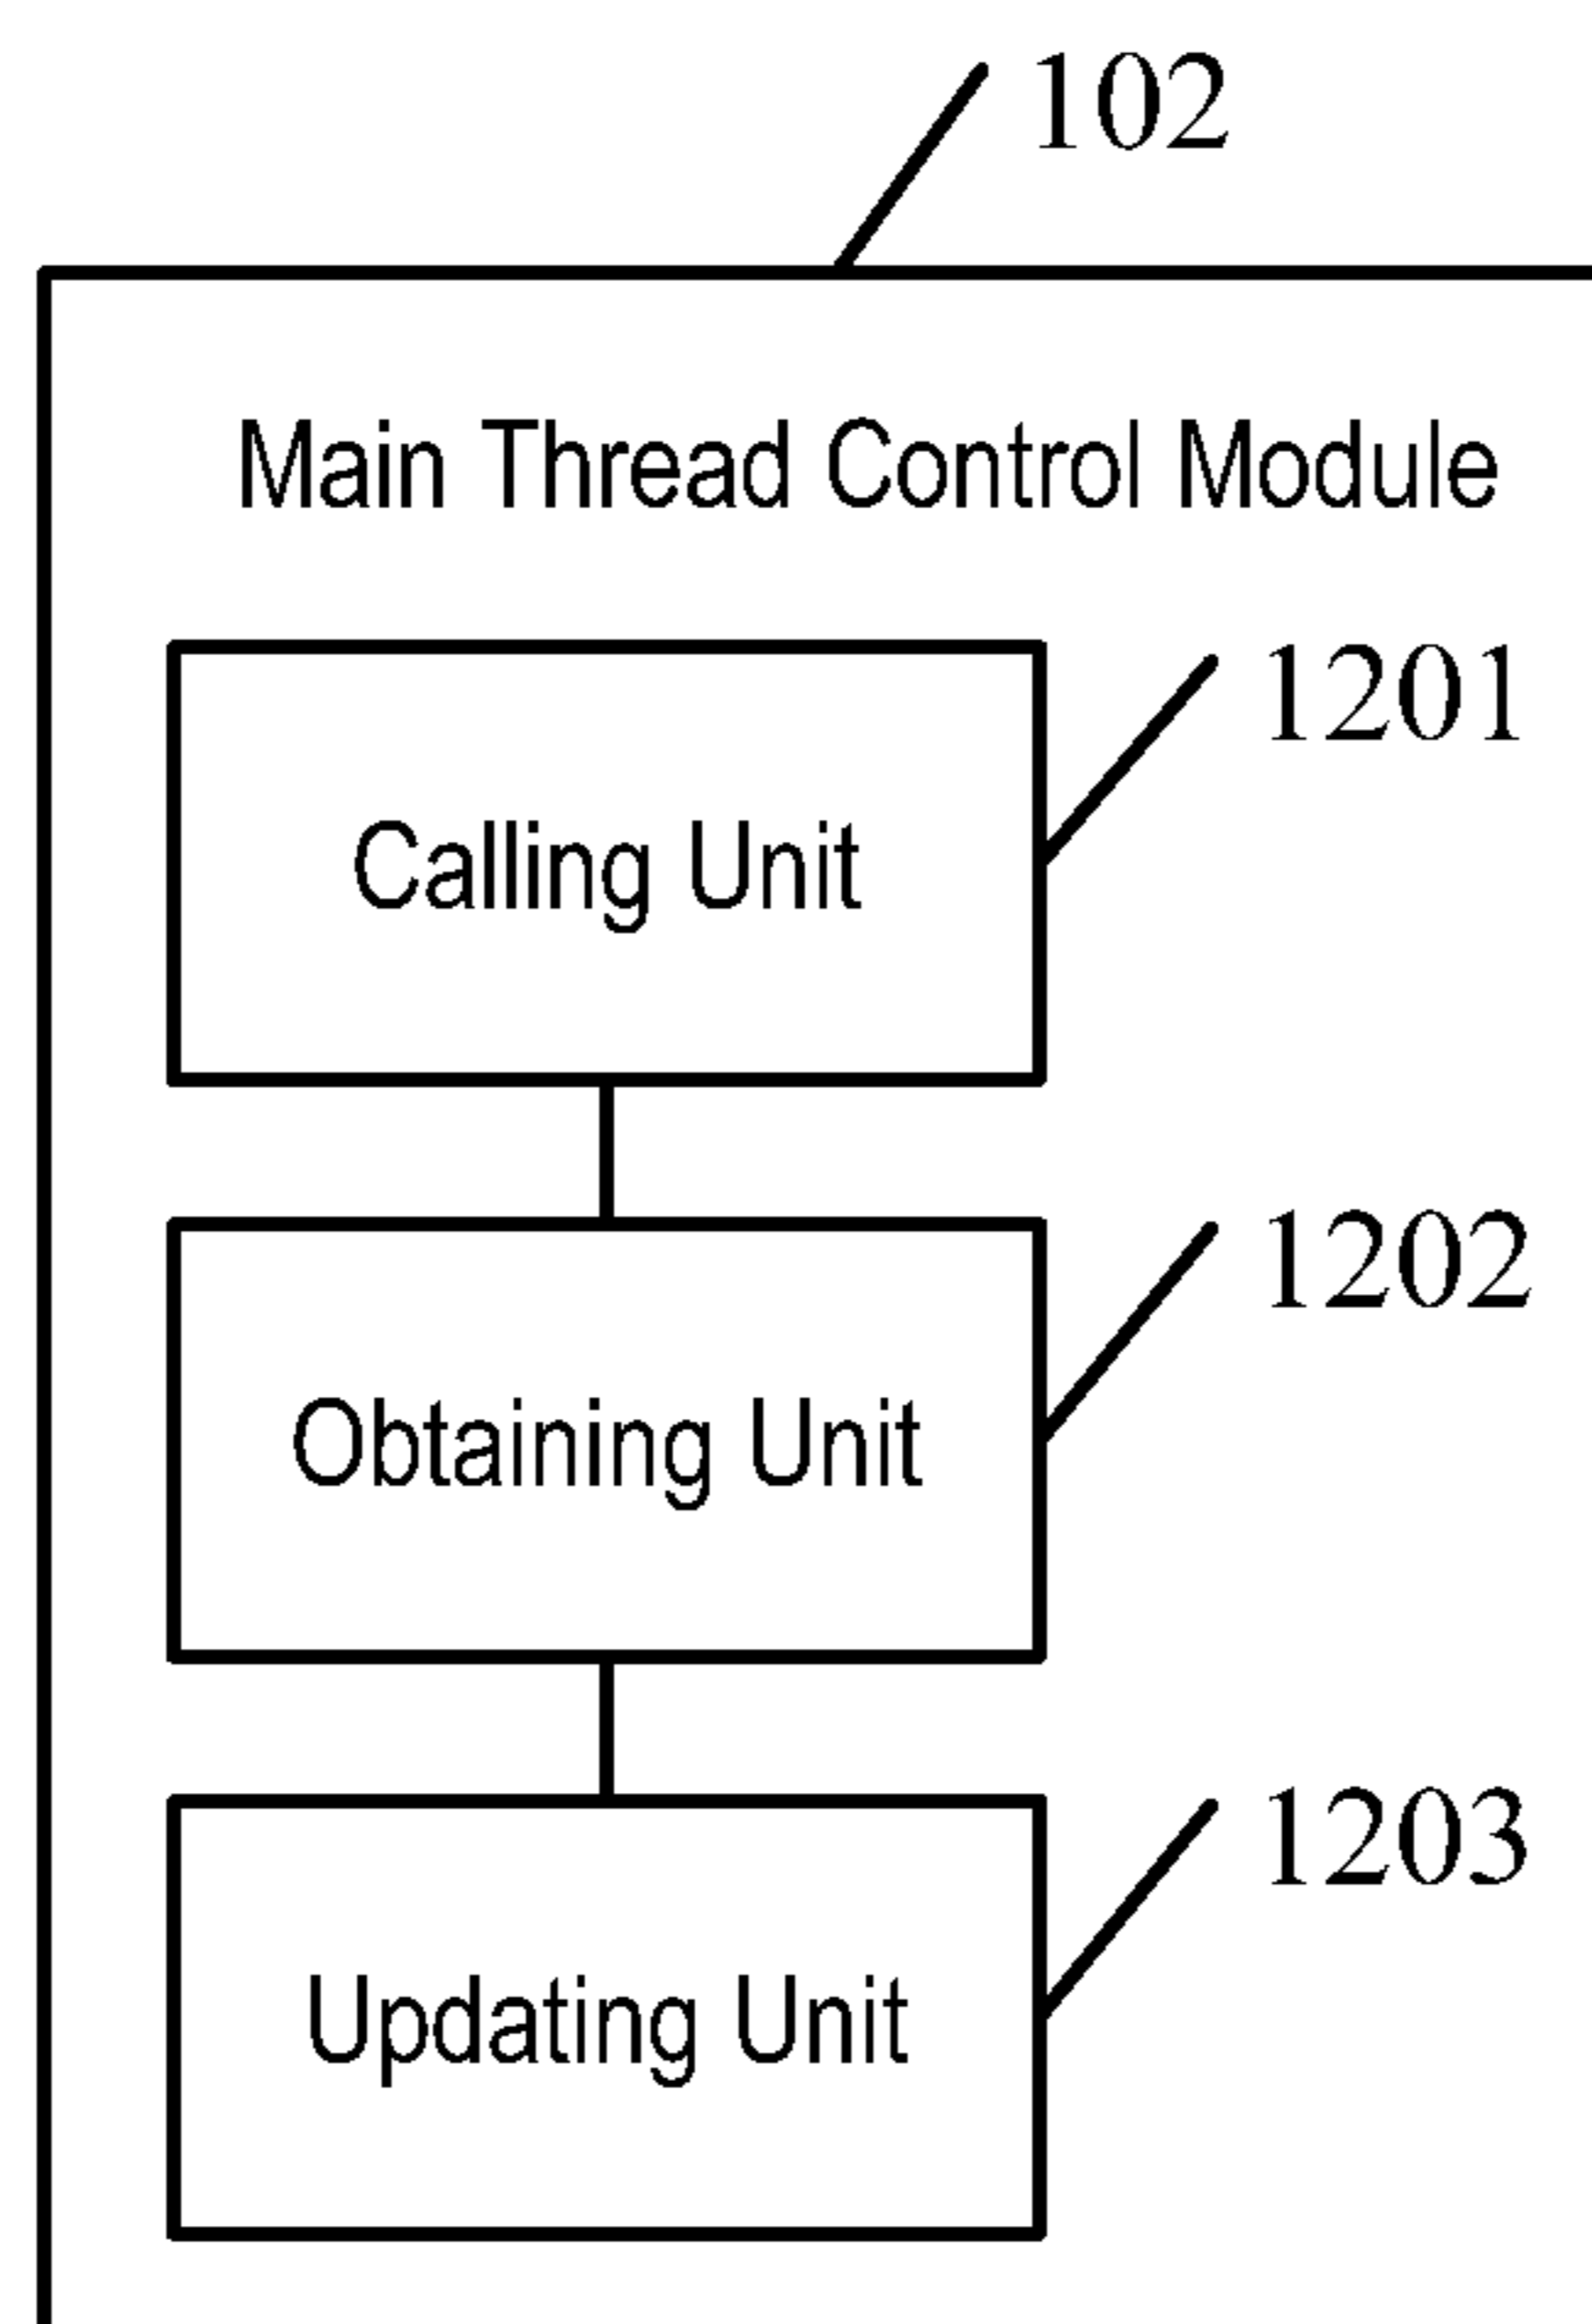 102
Main Thread Control Module
1201
Calling Unit
1202
Obtaining Unit
1203
Updating Unit